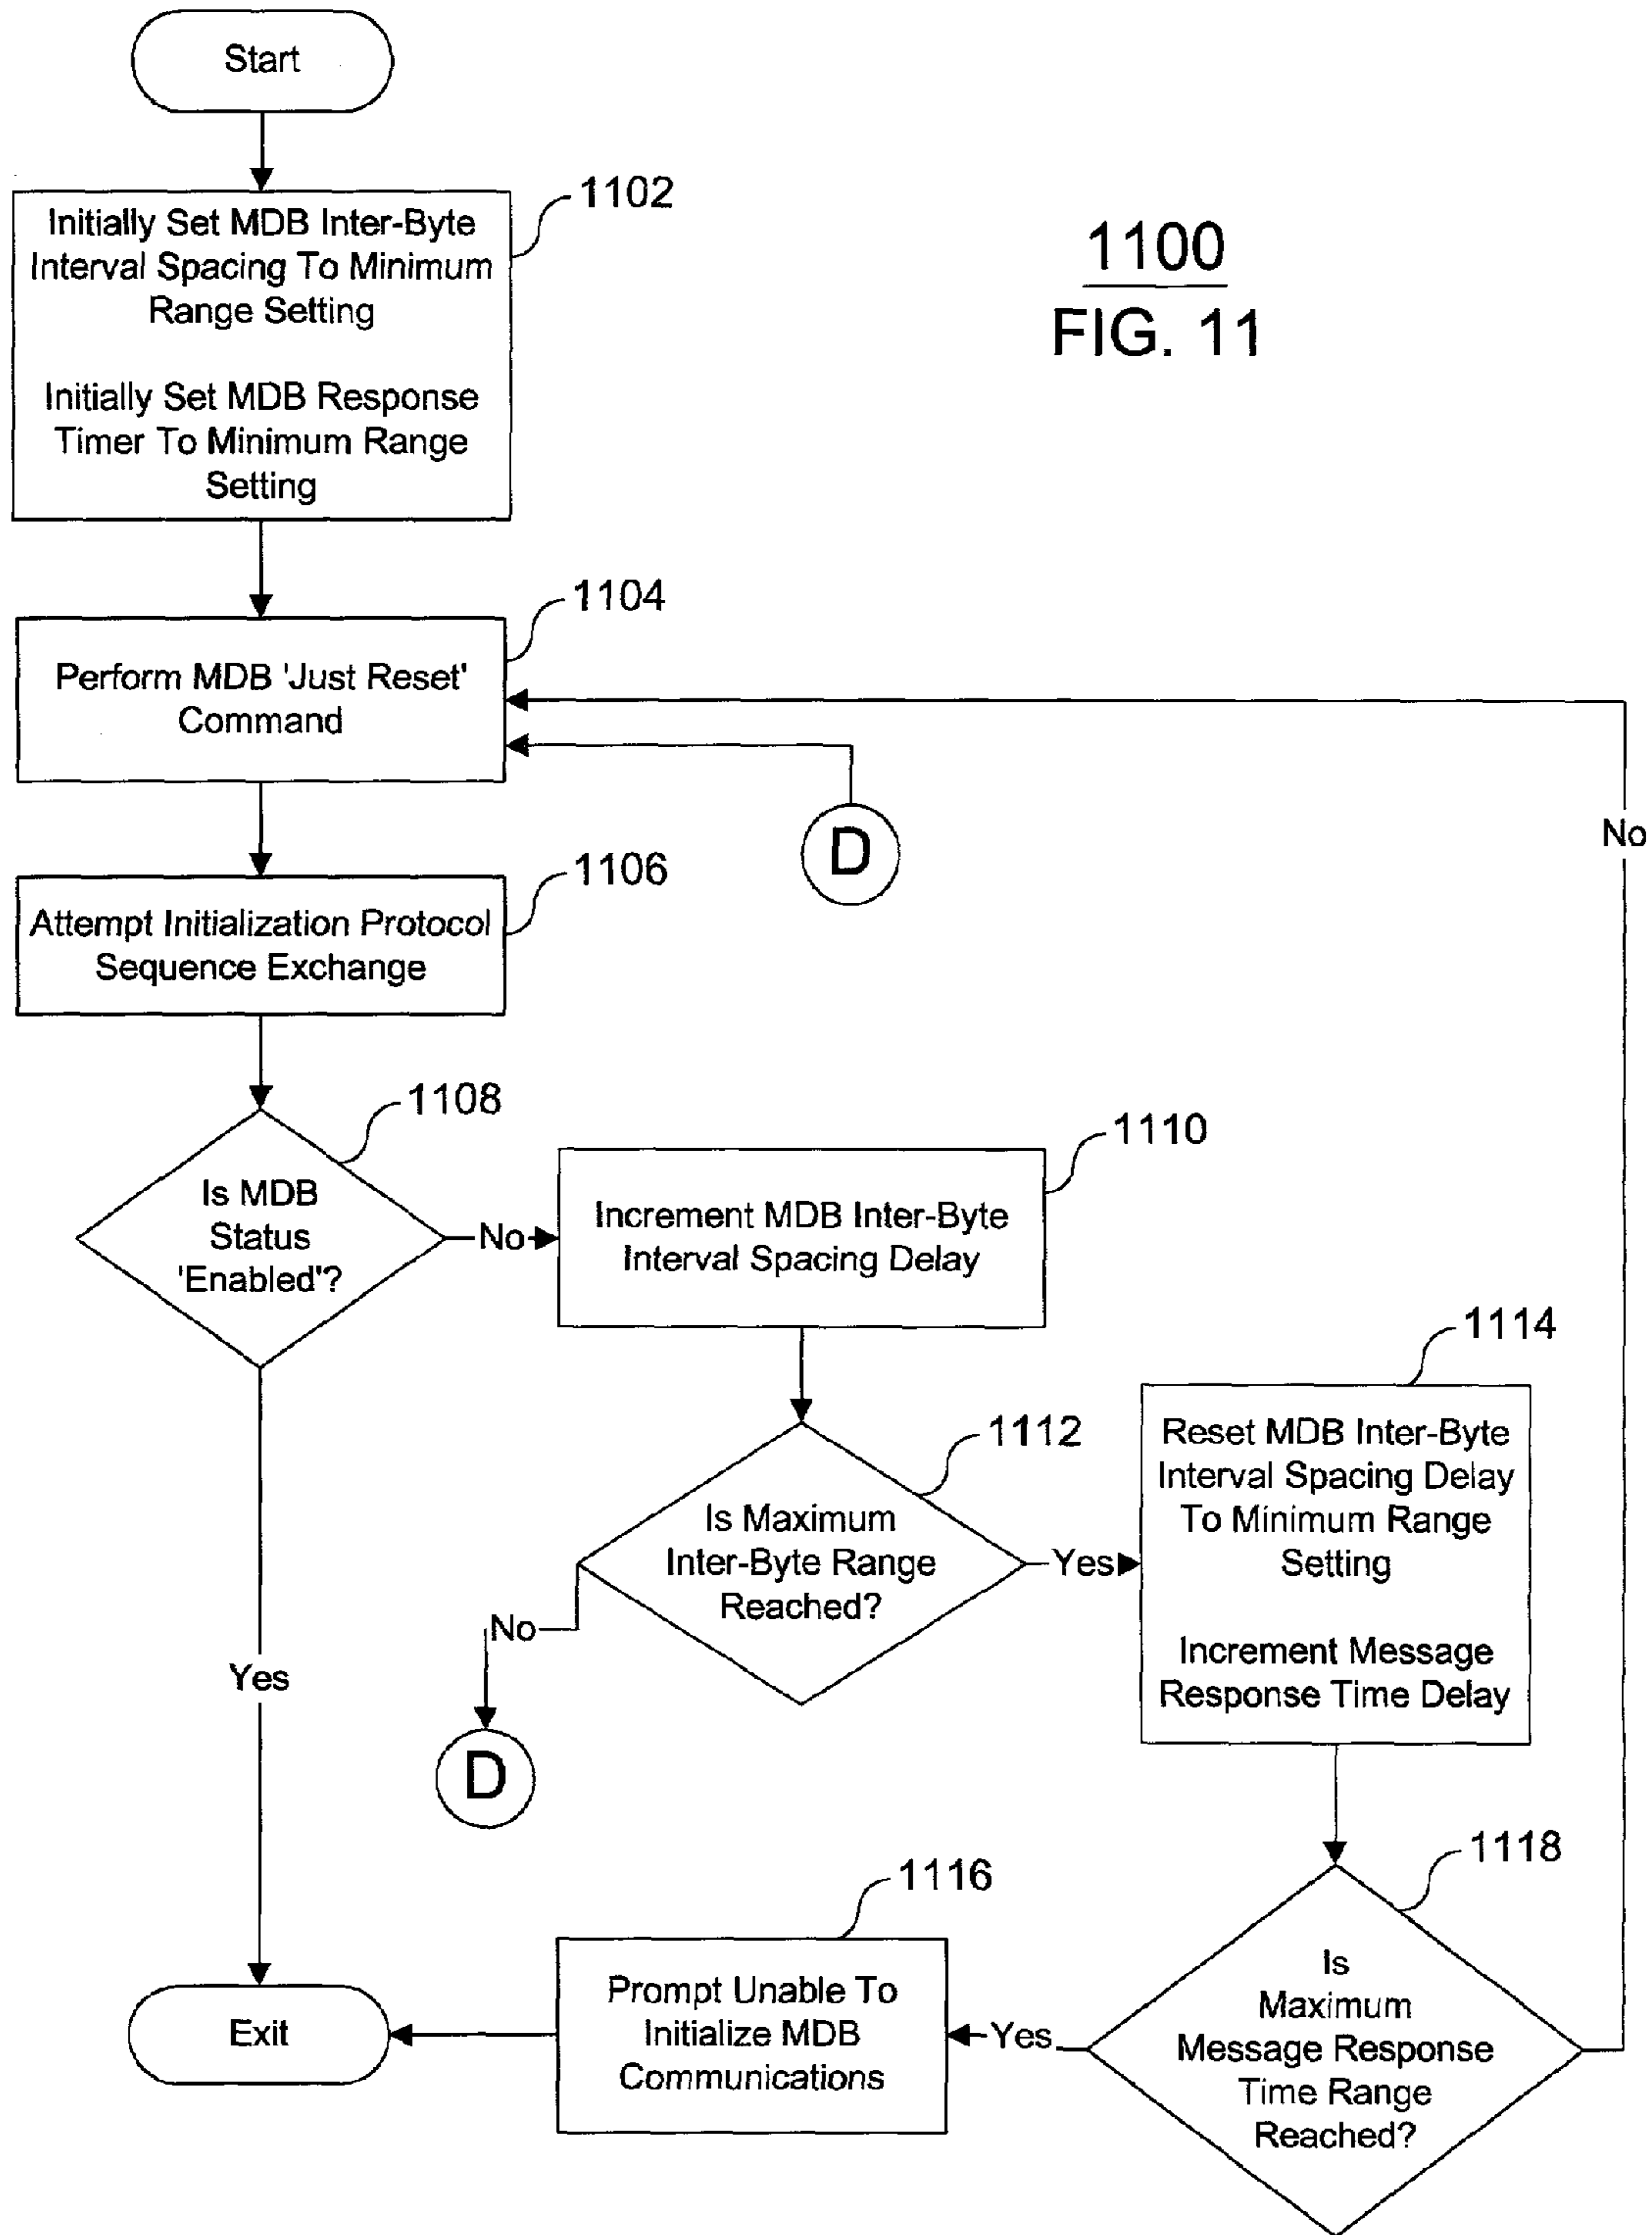 Start
1102
Initially Set MDB Inter-Byte
Interval Spacing To Minimum
Range Setting
Initially Set MDB Response
Timer To Minimum Range
Setting
1100
FIG. 11
1104
Perform MDB 'Just Reset'
Command
No
D
1106
Attempt Initialization Protocol
Sequence Exchange
1108
Is MDB
Status
'Enabled'?
No
1110
Increment MDB Inter-Byte
Interval Spacing Delay
1112
Is Maximum
Inter-Byte Range
Reached?
Yes
No
D
1114
Reset MDB Inter-Byte
Interval Spacing Delay
To Minimum Range
Setting
Increment Message
Response Time Delay
Yes
1118
Is
Maximum
Message Response
Time Range
Reached?
Yes
1116
Prompt Unable To
Initialize MDB
Communications
Exit